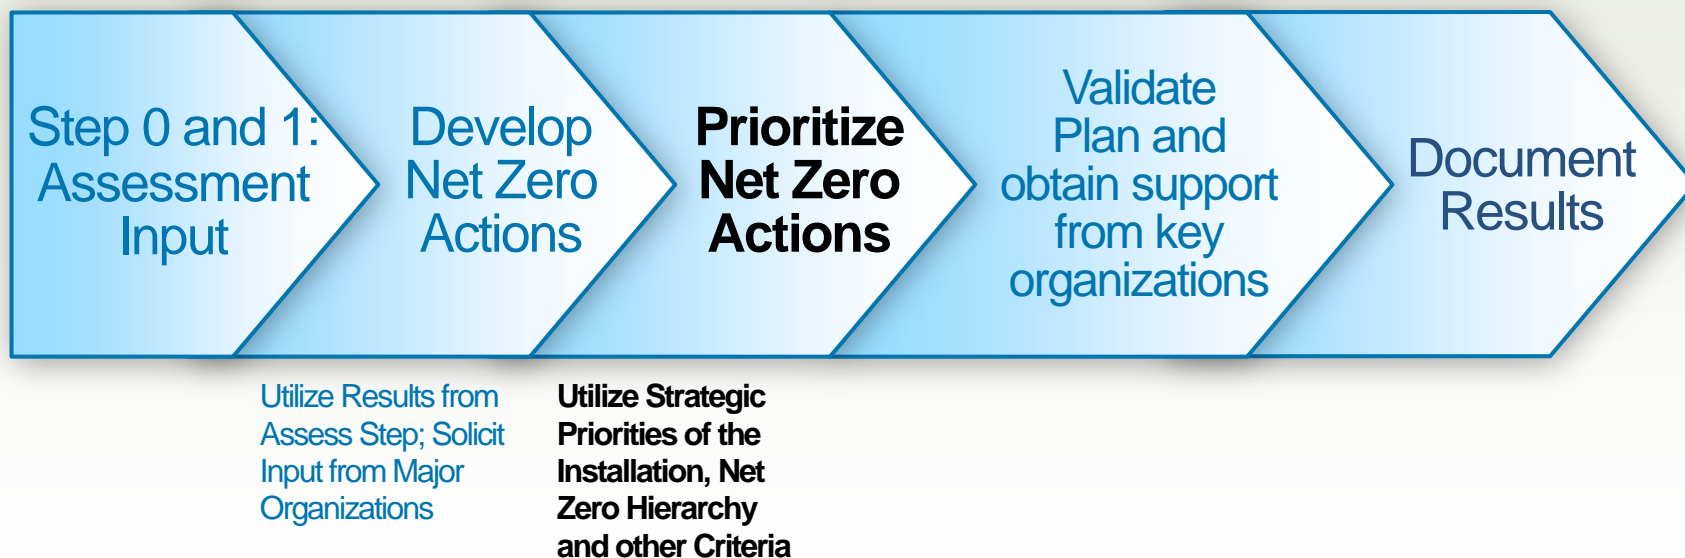 Step 0 and 1:
Assessment
Input
Develop
Net Zero
Actions
Prioritize
Net Zero
Actions
Validate
Plan and
obtain support
from key
organizations
Document
Results
Utilize Results from
Assess Step; Solicit
Input from Major
Organizations
Utilize Strategic
Priorities of the
Installation, Net
Zero Hierarchy
and other Criteria